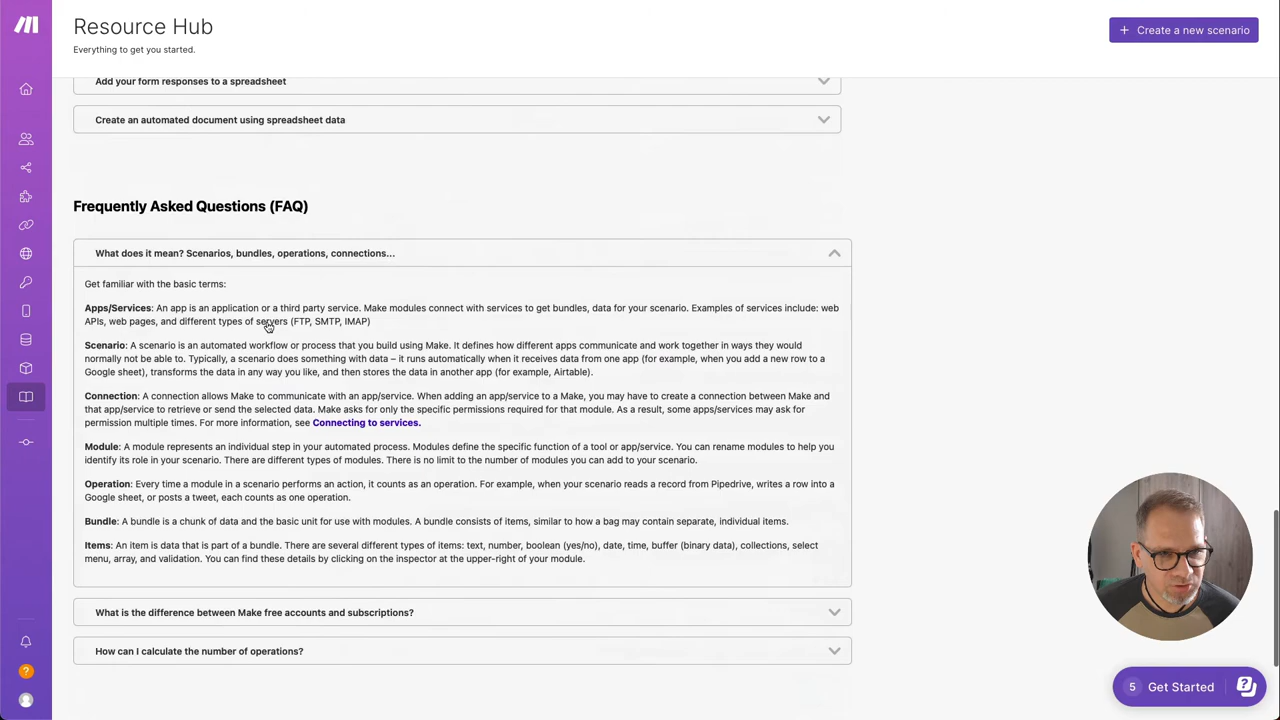 Resource Hub
Everything to get you started.
+ Create a new scenario
Add your form responses to a spreadsheet
Create an automated document using spreadsheet data
Frequently Asked Questions (FAQ)
What does it mean? Scenarios, bundles, operations, connections...
Get familiar with the basic terms:
Apps/Services: An app is an application or a third party service. Make modules connect with services to get bundles, data for your scenario. Examples of services include: web
APIs, web pages, and different types of servers (FTP, SMTP, IMAP)
Scenario: A scenario is an automated workflow or process that you build using Make. It defines how different apps communicate and work together in ways they would
normally not be able to. Typically, a scenario does something with data – it runs automatically when it receives data from one app (for example, when you add a new row to a
Google sheet), transforms the data in any way you like, and then stores the data in another app (for example, Airtable).
Connection: A connection allows Make to communicate with an app/service. When adding an app/service to a Make, you may have to create a connection between Make and
that app/service to retrieve or send the selected data. Make asks for only the specific permissions required for that module. As a result, some apps/services may ask for
permission multiple times. For more information, see Connecting to services.
Module: A module represents an individual step in your automated process. Modules define the specific function of a tool or app/service. You can rename modules to help you
identify its role in your scenario. There are different types of modules. There is no limit to the number of modules you can add to your scenario.
Operation: Every time a module in a scenario performs an action, it counts as an operation. For example, when your scenario reads a record from Pipedrive, writes a row into a
Google sheet, or posts a tweet, each counts as one operation.
Bundle: A bundle is a chunk of data and the basic unit for use with modules. A bundle consists of items, similar to how a bag may contain separate, individual items.
Items: An item is data that is part of a bundle. There are several different types of items: text, number, boolean (yes/no), date, time, buffer (binary data), collections, select
menu, array, and validation. You can find these details by clicking on the inspector at the upper-right of your module.
What is the difference between Make free accounts and subscriptions?
How can I calculate the number of operations?
5 Get Started